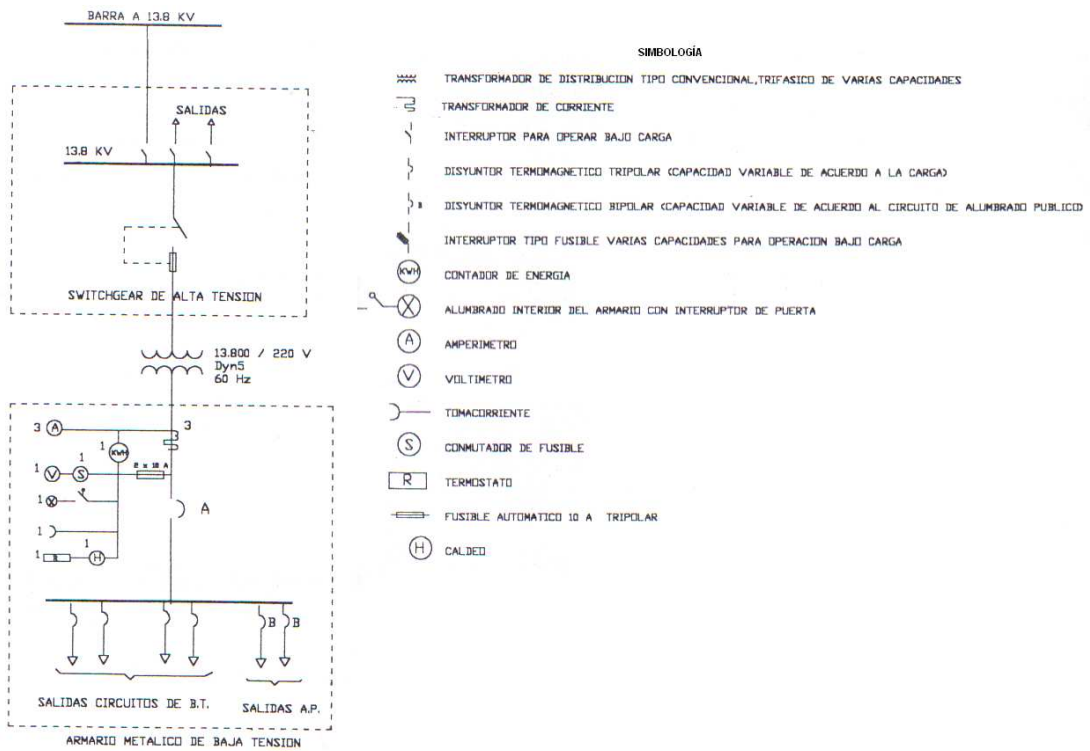 BARRA A 13.8 KV
SALIDAS
13.8 KV
SWITCHGEAR DE ALTA TENSION
13.800 / 220 V
Dyn5
60 Hz
3 A
3
1
KWH
1
1 V S
2 x 10 A
1
A
1
1
1 H
B B
SALIDAS CIRCUITOS DE B.T.
SALIDAS A.P.
ARMARIO METALICO DE BAJA TENSION
SIMBOLOGÍA
TRANSFORMADOR DE DISTRIBUCION TIPO CONVENCIONAL,TRIFASICO DE VARIAS CAPACIDADES
TRANSFORMADOR DE CORRIENTE
INTERRUPTOR PARA OPERAR BAJO CARGA
DISYUNTOR TERMOMAGNETICO TRIPOLAR (CAPACIDAD VARIABLE DE ACUERDO A LA CARGA)
B DISYUNTOR TERMOMAGNETICO BIPOLAR (CAPACIDAD VARIABLE DE ACUERDO AL CIRCUITO DE ALUMBRADO PUBLICO)
INTERRUPTOR TIPO FUSIBLE VARIAS CAPACIDADES PARA OPERACION BAJO CARGA
KWH CONTADOR DE ENERGIA
ALUMBRADO INTERIOR DEL ARMARIO CON INTERRUPTOR DE PUERTA
A AMPERIMETRO
V VOLTIMETRO
TOMACORRIENTE
S CONMUTADOR DE FUSIBLE
R TERMOSTATO
FUSIBLE AUTOMATICO 10 A TRIPOLAR
H CALDEO